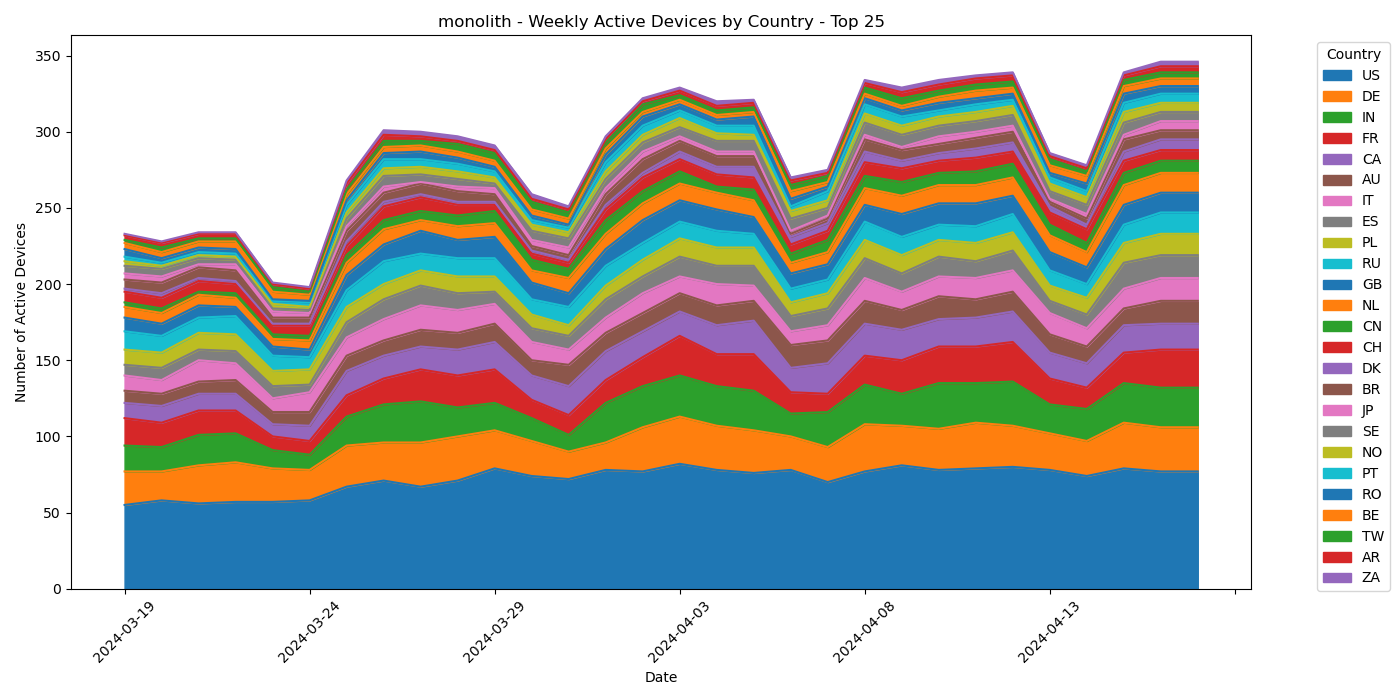 monolith - Weekly Active Devices by Country - Top 25
Number of Active Devices
350
300
250
200
150
100
50
0
2024-03-19
2024-03-24
2024-03-29
2024-04-03
2024-04-08
2024-04-13
Date
Country
US
DE
IN
FR
CA
AU
IT
ES
PL
RU
GB
NL
CN
CH
DK
BR
JP
SE
NO
PT
RO
BE
TW
AR
ZA